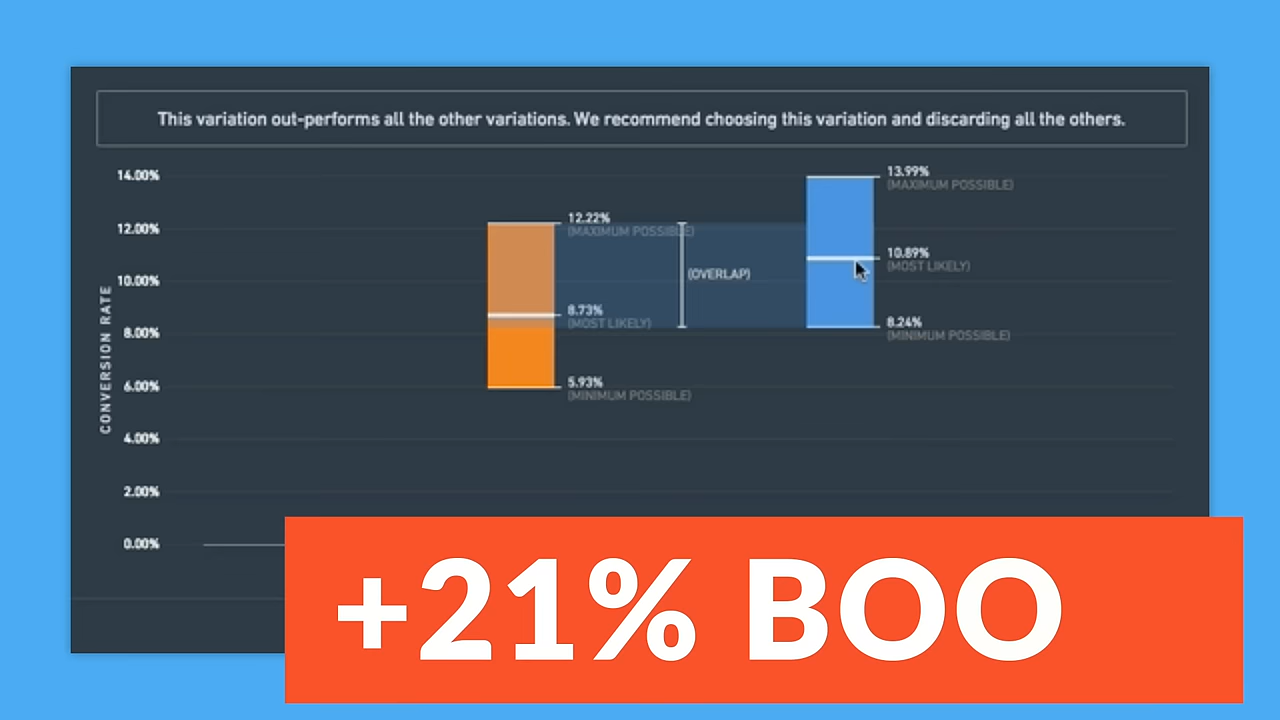 This variation out-performs all the other variations. We recommend choosing this variation and discarding all the others.
CONVERSION RATE
14.00%
12.00%
10.00%
8.00%
6.00%
4.00%
2.00%
0.00%
12.22%
(MAXIMUM POSSIBLE)
8.73%
(MOST LIKELY)
5.93%
(MINIMUM POSSIBLE)
(OVERLAP)
13.99%
(MAXIMUM POSSIBLE)
10.89%
(MOST LIKELY)
8.24%
(MINIMUM POSSIBLE)
+21% BOO